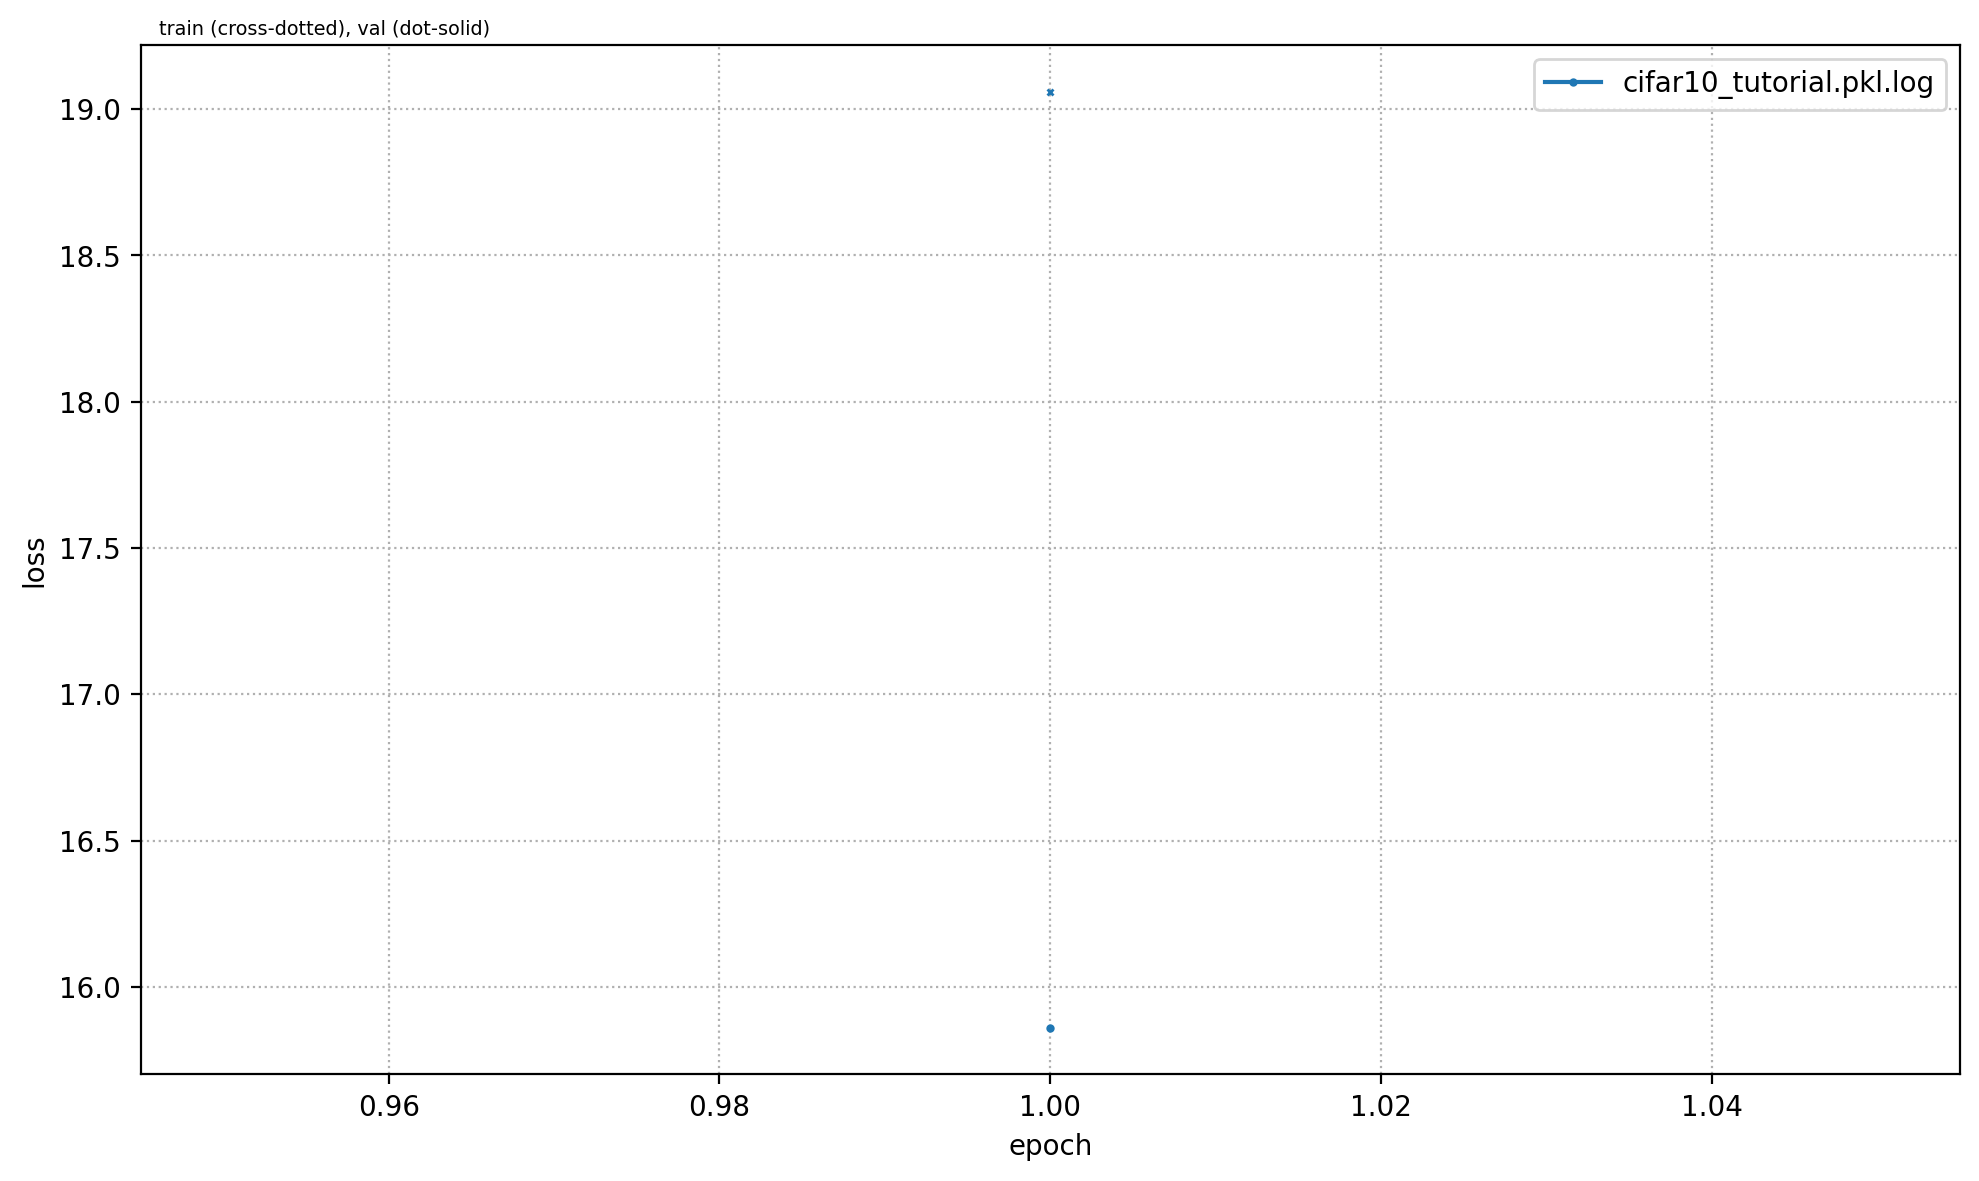 train (cross-dotted), val (dot-solid)
cifar10_tutorial.pkl.log
19.0
18.5
18.0
17.5
17.0
16.5
16.0
loss
0.96 0.98 1.00 1.02 1.04
epoch